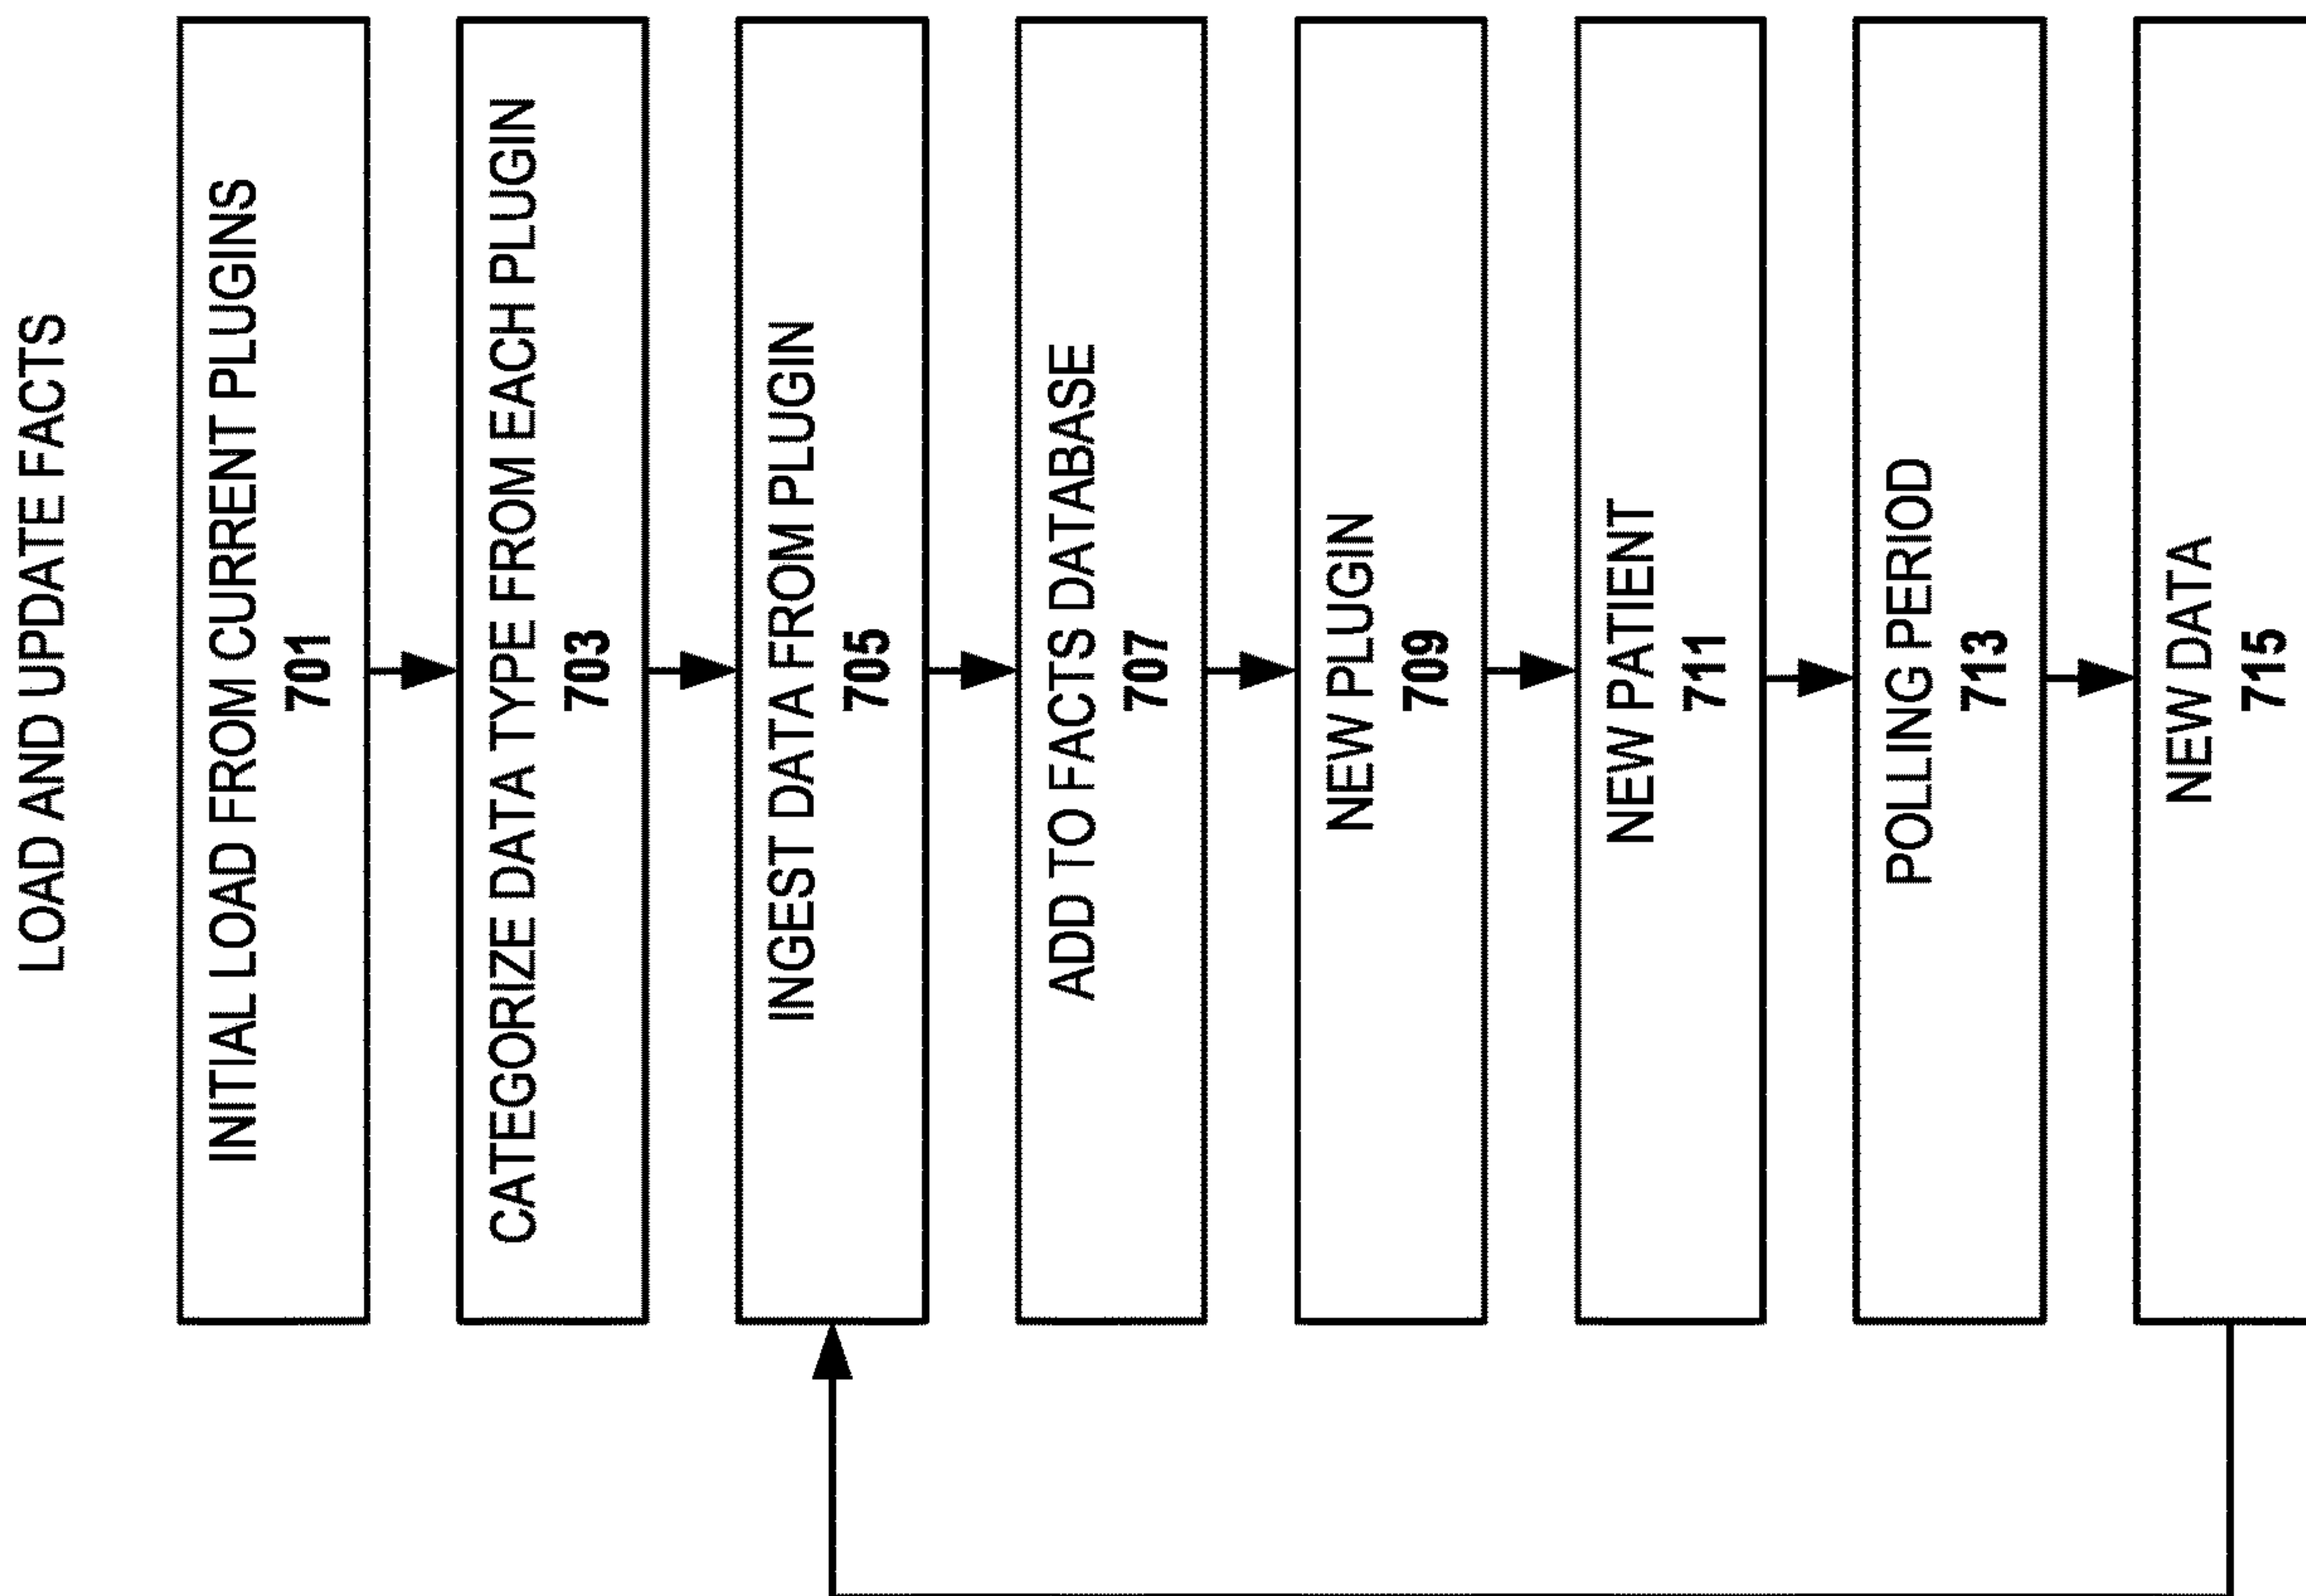 LOAD AND UPDATE FACTS
INITIAL LOAD FROM CURRENT PLUGINS
701
CATEGORIZE DATA TYPE FROM EACH PLUGIN
703
INGEST DATA FROM PLUGIN
705
ADD TO FACTS DATABASE
707
NEW PLUGIN
709
NEW PATIENT
711
POLLING PERIOD
713
NEW DATA
715